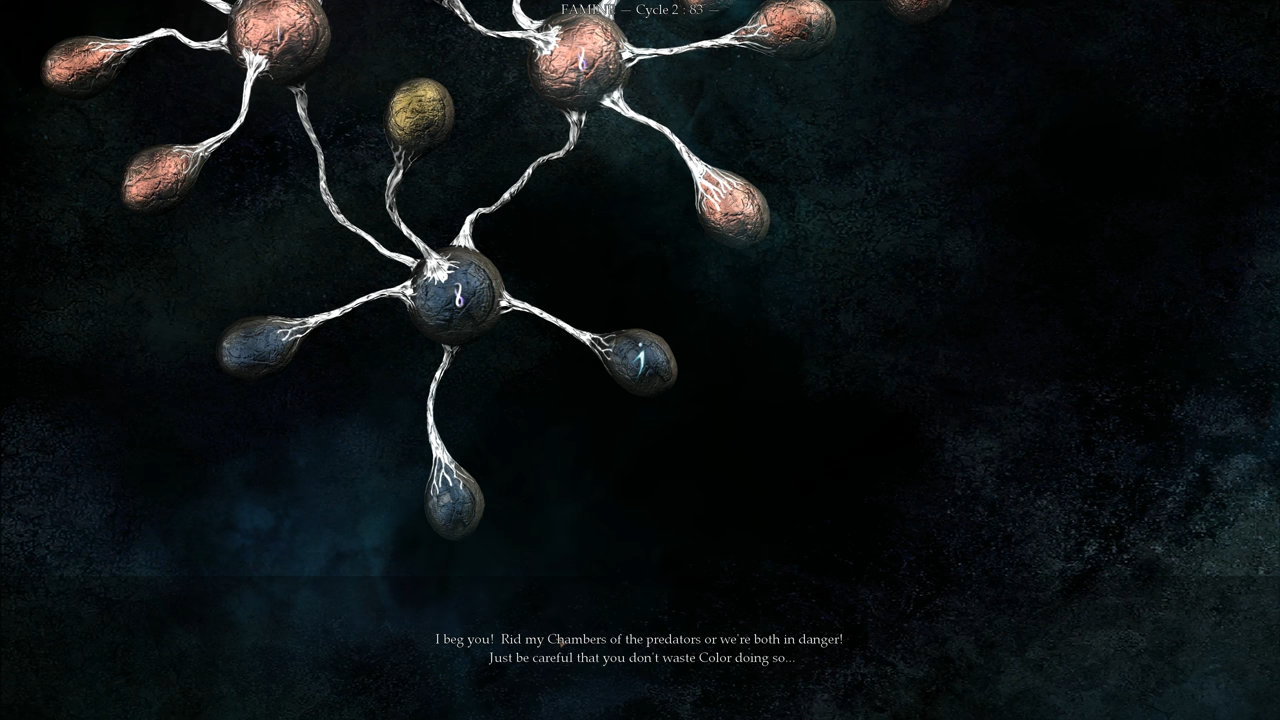 FAMINE — Cycle 2 : 83 —
I beg you!  Rid my Chambers of the predators or we're both in danger!
Just be careful that you don't waste Color doing so...